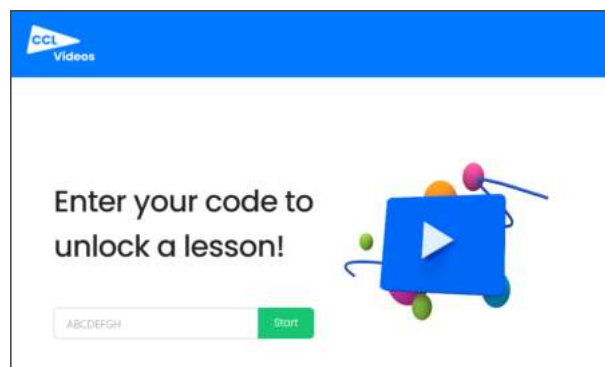 CCL
Videos
Enter your code to
unlock a lesson!
ABCDEFGH
Start